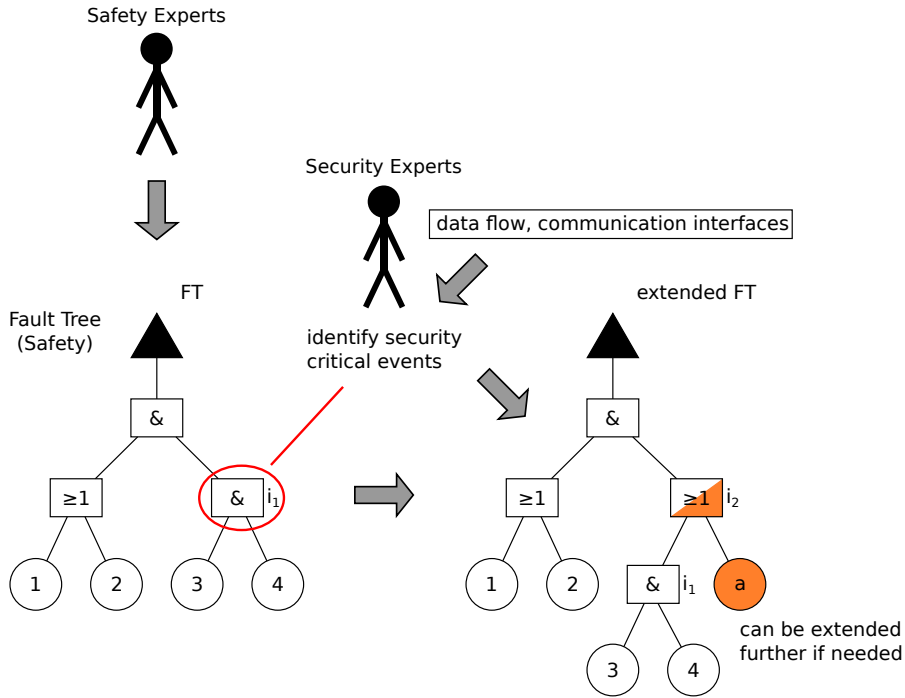 Safety Experts
Security Experts
data flow, communication interfaces
FT
extended FT
Fault Tree
(Safety)
identify security
critical events
&
&
≥1
&
i₁
≥1
≥1
i₂
1
2
3
4
1
2
&
i₁
a
can be extended
further if needed
3
4